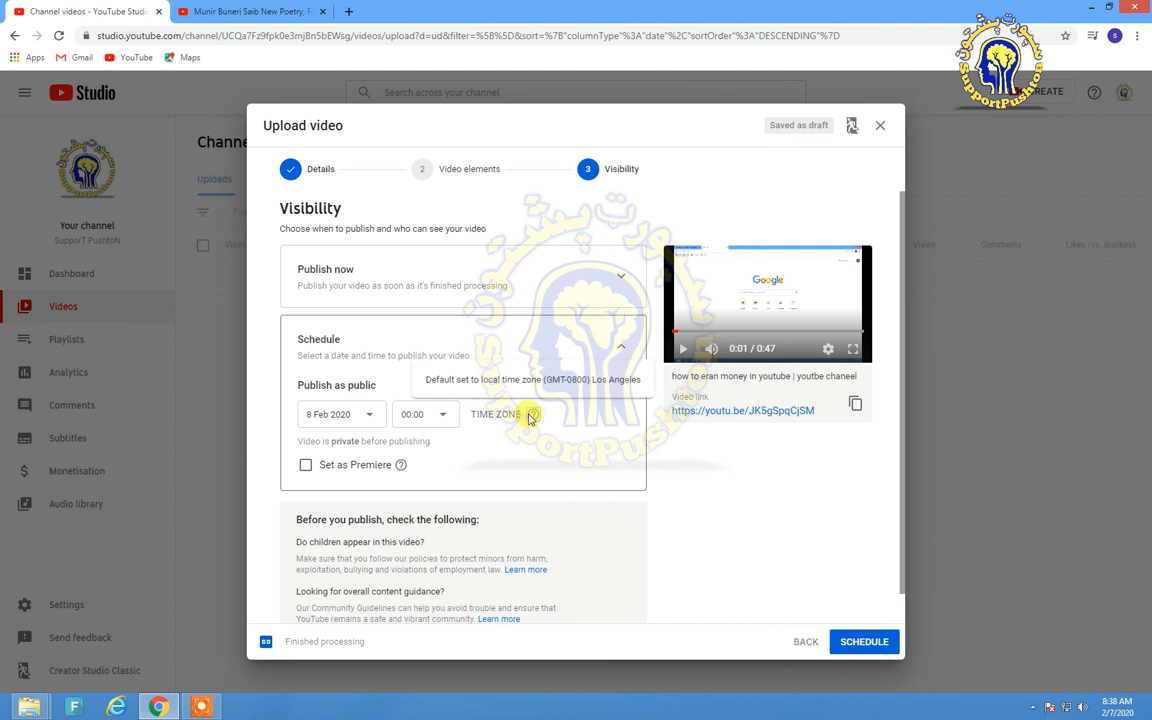 Channel videos - YouTube Studio
Munir Buneri Saib New Poetry, F
studio.youtube.com/channel/UCQa7Fz9fpk0e3mjBn5bEWsg/videos/upload?d=ud&filter=%5B%5D&sort=%7B"columnType"%3A"date"%2C"sortOrder"%3A"DESCENDING"%7D
S
Apps
Gmail
YouTube
Maps
سپورټ پښتون
SUPPORTPUSHTON
Studio
Search across your channel
CREATE
Upload video
Saved as draft
Details
2
Video elements
3
Visibility
Your channel
SupporT PushtoN
Dashboard
Videos
Playlists
Analytics
Comments
Subtitles
Monetisation
Audio library
Settings
Send feedback
Creator Studio Classic
Uploads
Views
Comments
Likes (vs. dislikes)
Visibility
Choose when to publish and who can see your video
Publish now
Publish your video as soon as it's finished processing
Schedule
Select a date and time to publish your video
Default set to local time zone (GMT-0800) Los Angeles
Publish as public
8 Feb 2020
00:00
TIME ZONE
Video is private before publishing
Set as Premiere
Before you publish, check the following:
Do children appear in this video?
Make sure that you follow our policies to protect minors from harm,
exploitation, bullying and violations of employment law. Learn more
Looking for overall content guidance?
Our Community Guidelines can help you avoid trouble and ensure that
YouTube remains a safe and vibrant community. Learn more
Google
0:01 / 0:47
how to eran money in youtube | youtbe chaneel
Video link
https://youtu.be/JK5gSpqCjSM
Finished processing
BACK
SCHEDULE
8:38 AM
2/7/2020